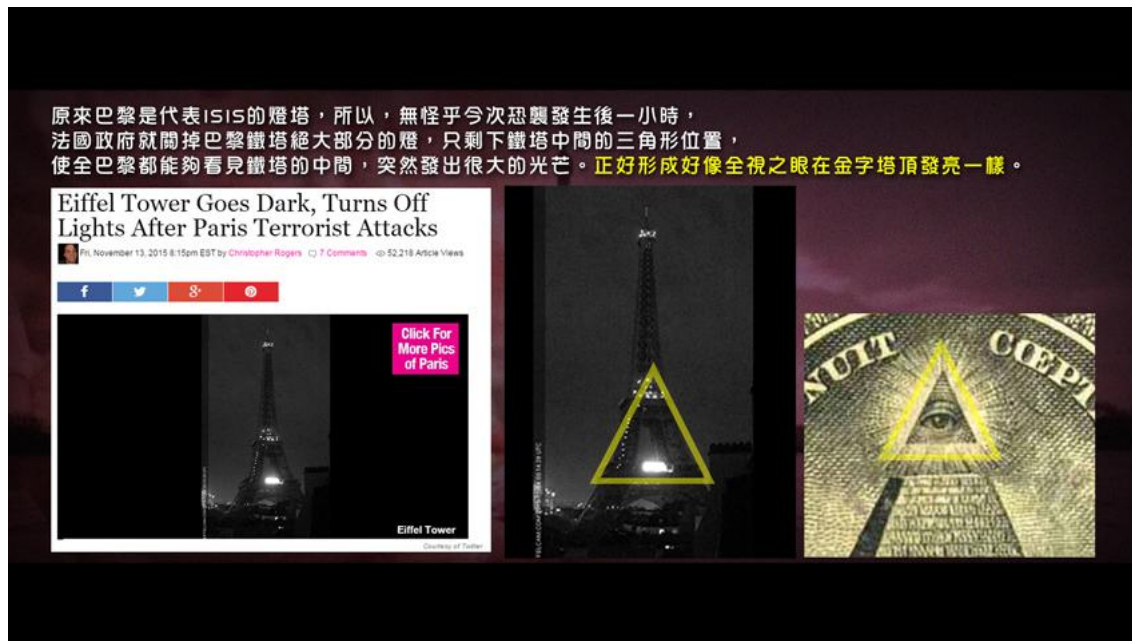 原來巴黎是代表ISIS的燈塔，所以，無怪乎今次恐襲發生後一小時，
法國政府就關掉巴黎鐵塔絕大部分的燈，只剩下鐵塔中間的三角形位置，
使全巴黎都能夠看見鐵塔的中間，突然發出很大的光芒。正好形成好像全視之眼在金字塔頂發亮一樣。
Eiffel Tower Goes Dark, Turns Off
Lights After Paris Terrorist Attacks
Fri, November 13, 2015 6:15pm EST by Christopher Rogers 7 Comments 52,218 Article Views
Click For
More Pics
of Paris
Eiffel Tower
Courtesy of Twitter
NUIT CŒPT